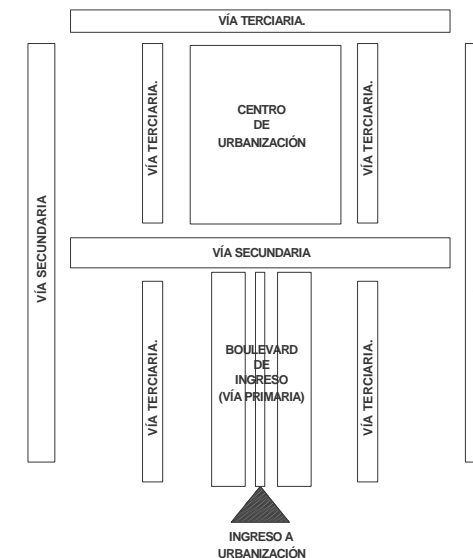 VÍA TERCIARIA.
VÍA SECUNDARIA
VÍA TERCIARIA.
CENTRO
DE
URBANIZACIÓN
VÍA TERCIARIA.
VÍA SECUNDARIA
VÍA TERCIARIA.
BOULEVARD
DE
INGRESO
(VÍA PRIMARIA)
VÍA TERCIARIA.
INGRESO A
URBANIZACIÓN